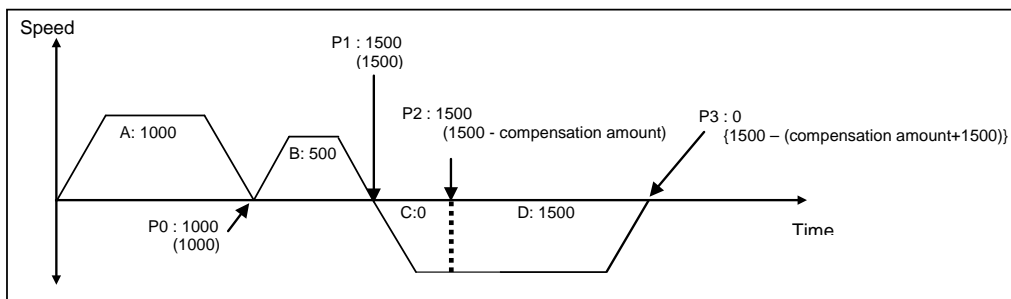 Speed
P1 : 1500
(1500)
P2 : 1500
(1500 - compensation amount)
P3 : 0
{1500 – (compensation amount+1500)}
A: 1000
B: 500
C:0
D: 1500
P0 : 1000
(1000)
Time